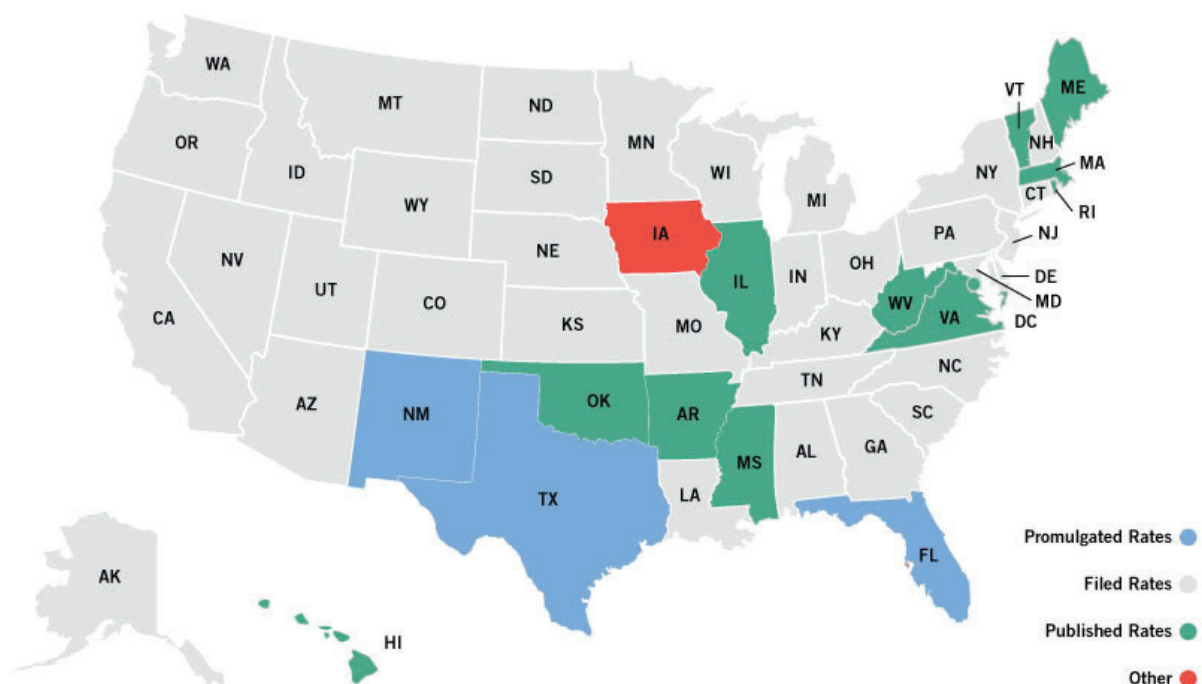 WA
MT
ND
MN
VT
ME
OR
ID
SD
WI
NH
NY
MA
MI
WY
CT
RI
IA
PA
NJ
NE
NV
OH
IN
IL
DE
UT
CO
WV
MD
CA
VA
DC
KS
MO
KY
NC
TN
AZ
NM
OK
AR
SC
MS
AL
GA
TX
LA
FL
AK
HI
Promulgated Rates
Filed Rates
Published Rates
Other